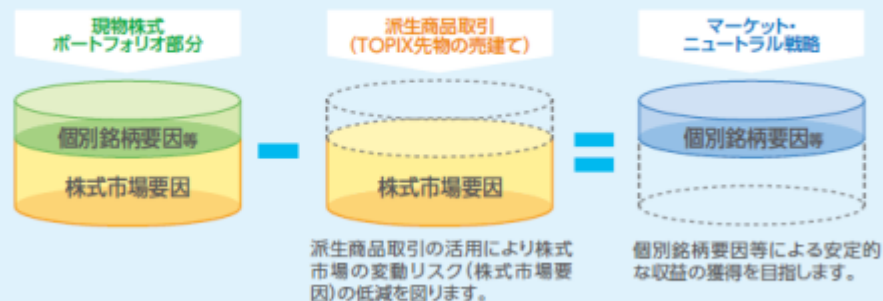 現物株式
ポートフォリオ部分
派生商品取引
(TOPIX先物の売建て)
マーケット・
ニュートラル戦略
個別銘柄要因等
株式市場要因
株式市場要因
個別銘柄要因等
派生商品取引の活用により株式
市場の変動リスク(株式市場要
因)の低減を図ります。
個別銘柄要因等による安定的
な収益の獲得を目指します。